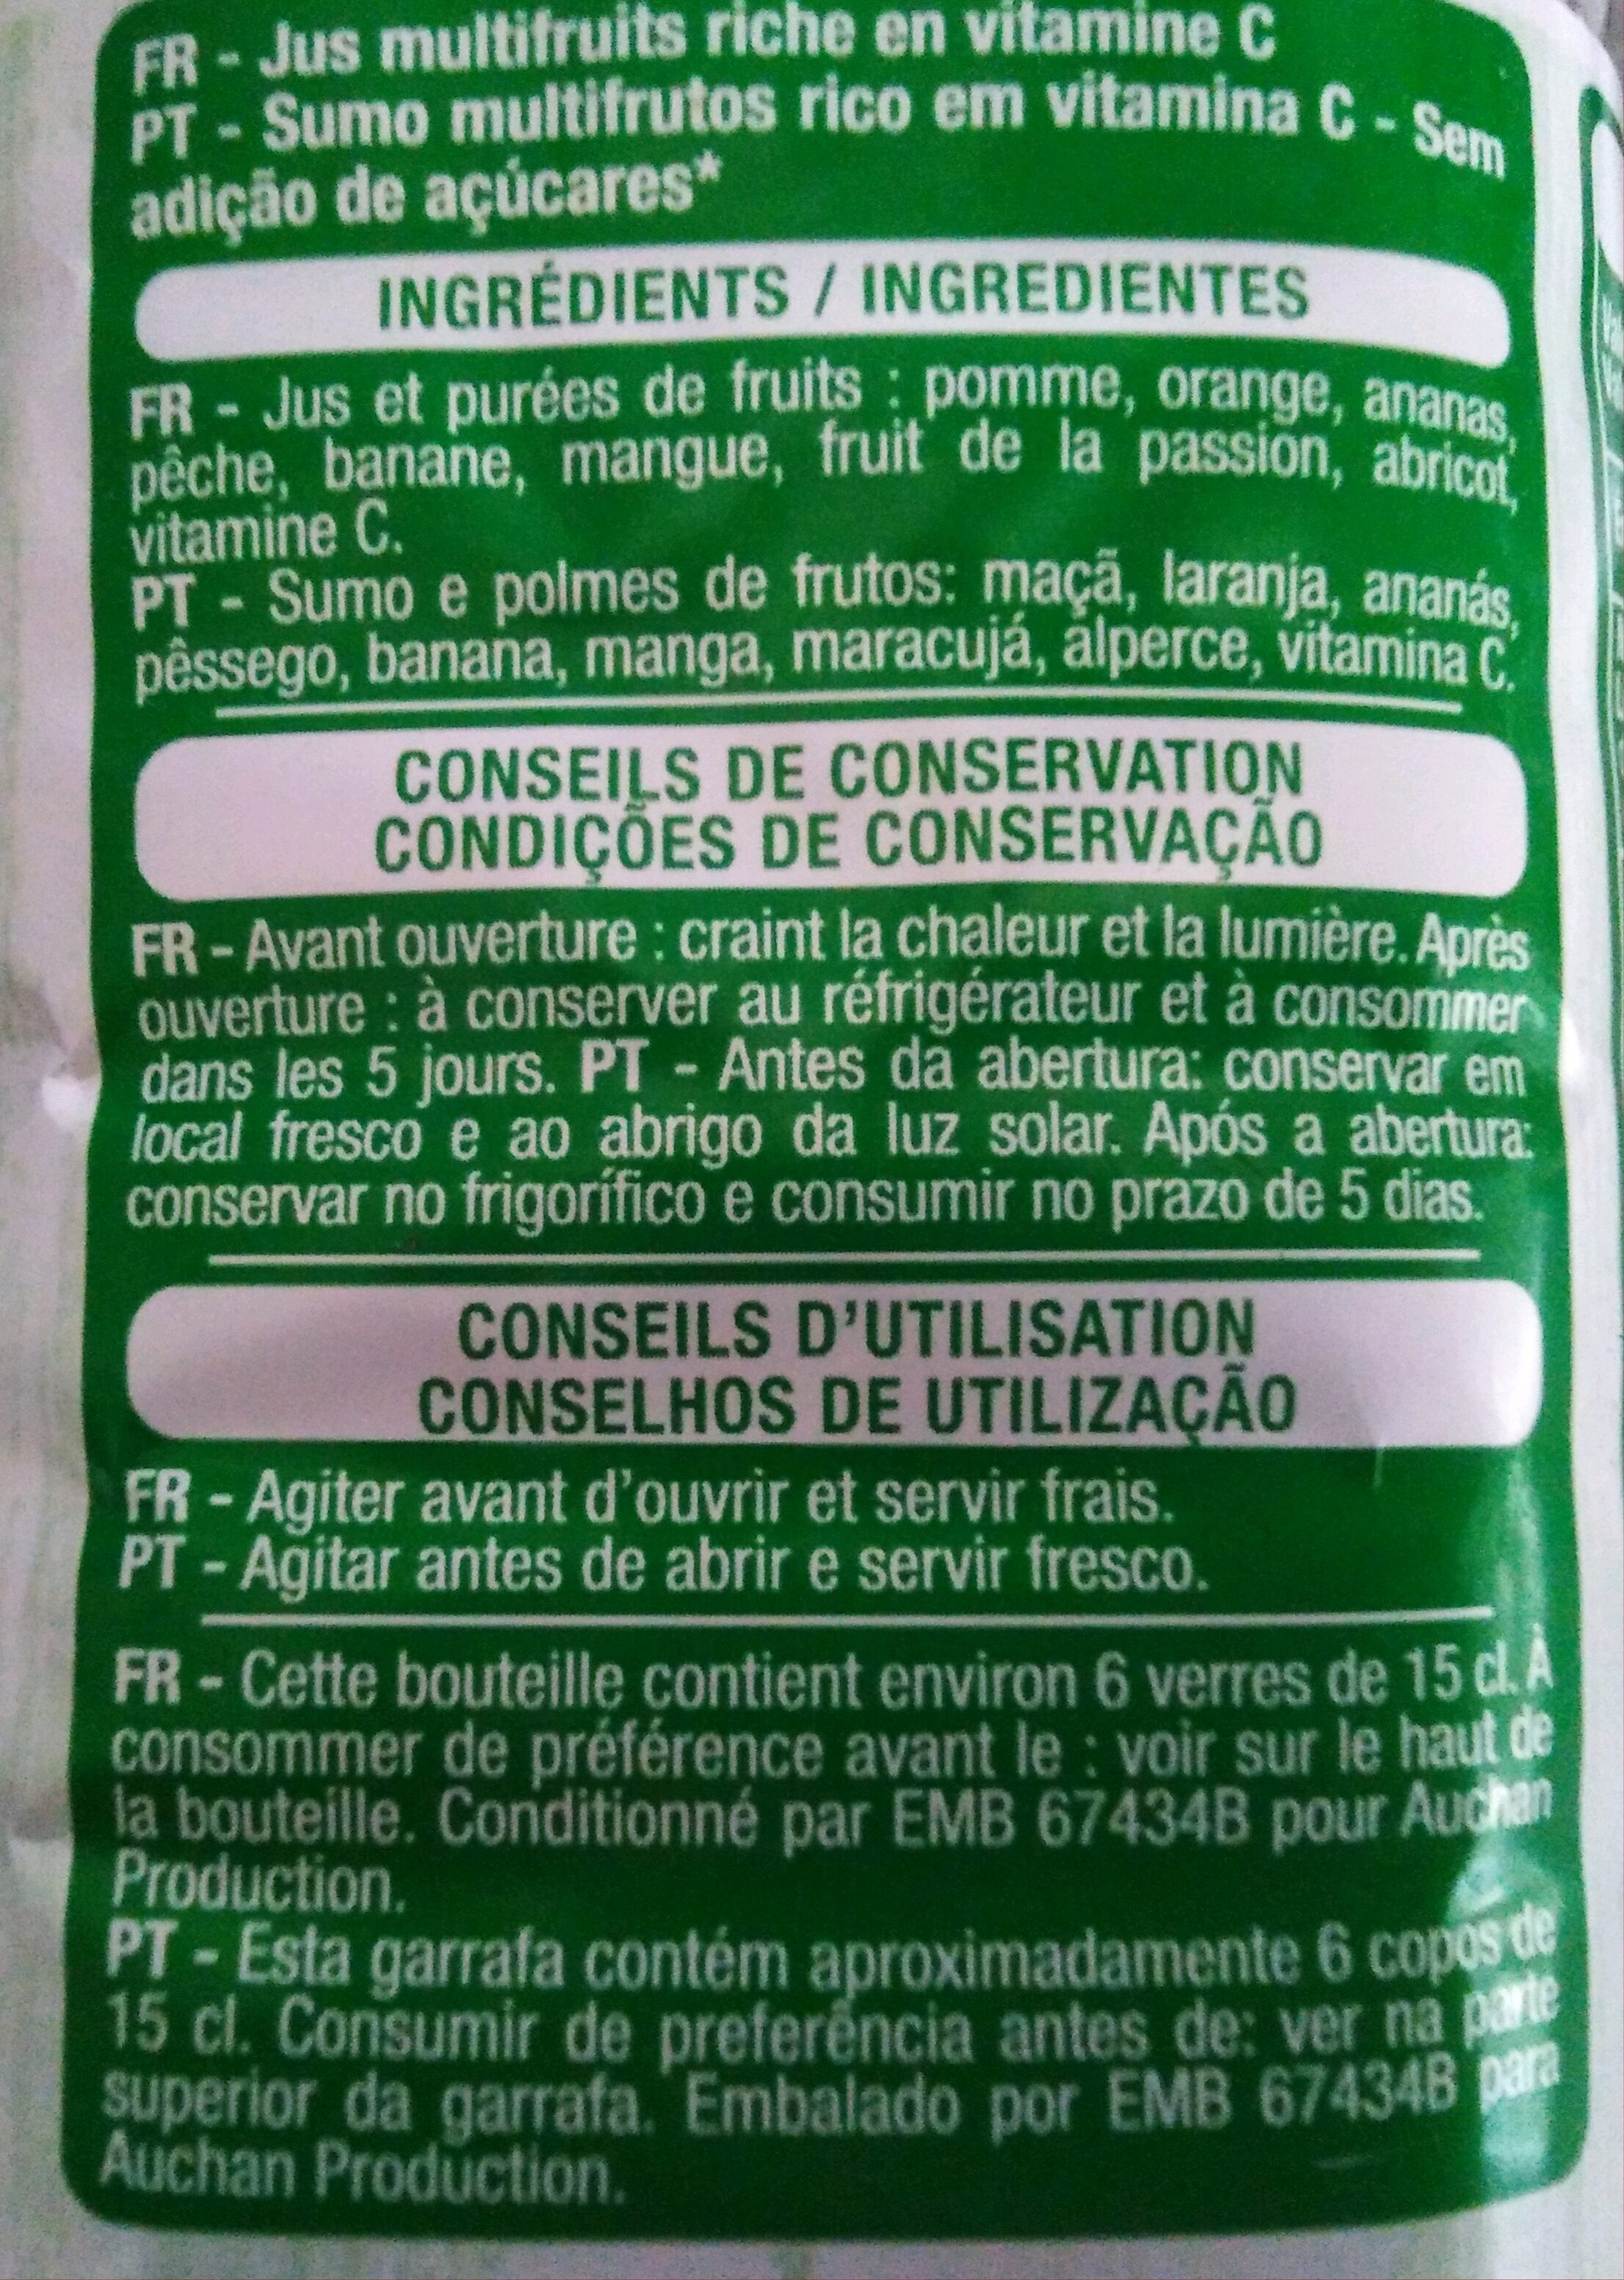 FR - Jus multifruits riche en vitamine C
PT - Sumo multifrutos rico em vitamina C - Sem
adição de açúcares*
INGRÉDIENTS / INGREDIENTES
FR - Jus et purées de fruits : pomme, orange, ananas,
pêche, banane, mangue, fruit de la passion, abricot,
vitamine C.
PT - Sumo e polmes de frutos: maçã, laranja, ananás,
pêssego, banana, manga, maracujá, alperce, vitamina C.
CONSEILS DE CONSERVATION
CONDIÇÕES DE CONSERVAÇÃO
FR - Avant ouverture : craint la chaleur et la lumière. Après
ouverture : à conserver au réfrigérateur et à consommer
dans les 5 jours. PT - Antes da abertura: conservar em
local fresco e ao abrigo da luz solar. Após a abertura:
conservar no frigorífico e consumir no prazo de 5 dias.
CONSEILS D'UTILISATION
CONSELHOS DE UTILIZAÇÃO
FR - Agiter avant d'ouvrir et servir frais.
PT - Agitar antes de abrir e servir fresco.
FR - Cette bouteille contient environ 6 verres de 15 cl. À
consommer de préférence avant le : voir sur le haut de
la bouteille. Conditionné par EMB 67434B pour Auchan
Production.
PT - Esta garrafa contém aproximadamente 6 copos de
15 cl. Consumir de preferência antes de: ver na parte
superior da garrafa. Embalado por EMB 67434B para
Auchan Production.